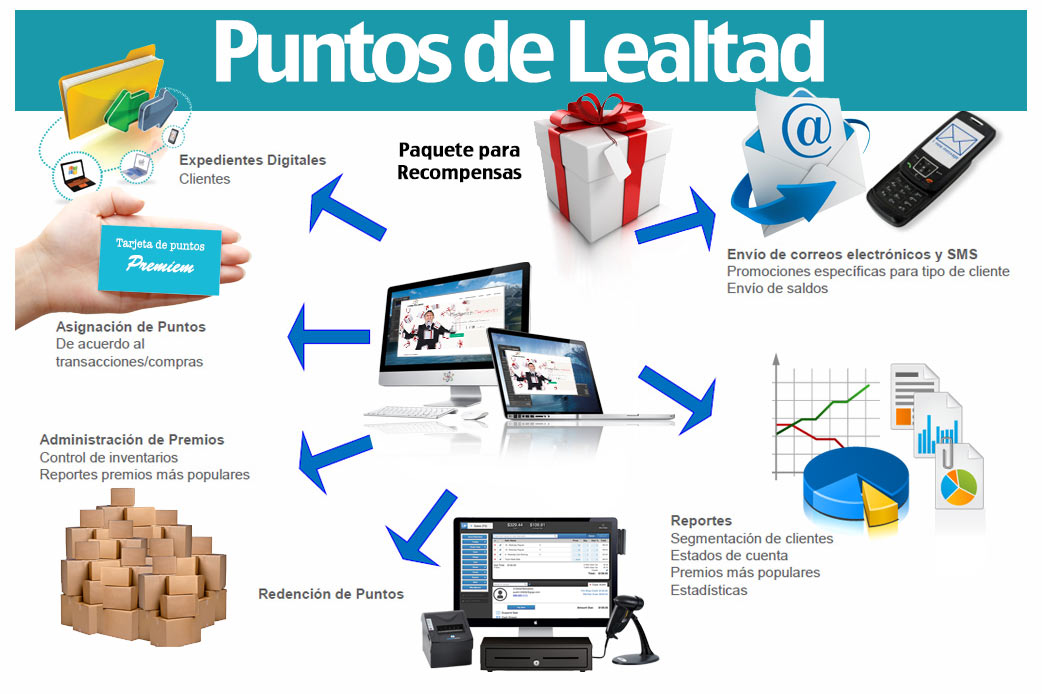 Puntos de Lealtad
Paquete para
Recompensas
Expedientes Digitales
Clientes
Tarjeta de puntos
Premiem
Asignación de Puntos
De acuerdo al
transacciones/compras
Administración de Premios
Control de inventarios
Reportes premios más populares
Redención de Puntos
@
Envío de correos electrónicos y SMS
Promociones específicas para tipo de cliente
Envío de saldos
Reportes
Segmentación de clientes
Estados de cuenta
Premios más populares
Estadísticas